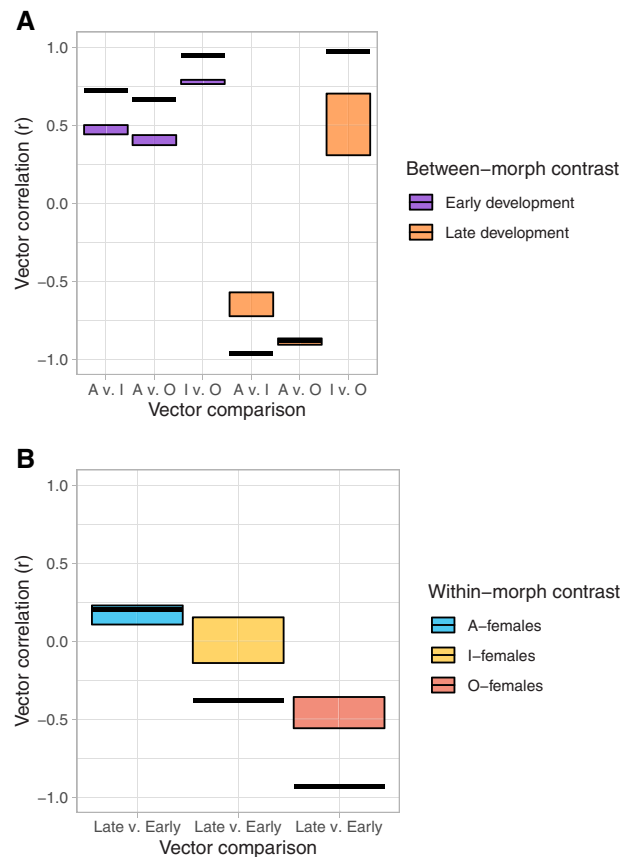 A
Vector correlation (r)
1.0
0.5
0.0
−0.5
−1.0
A v. I A v. O I v. O A v. I A v. O I v. O
Vector comparison
Between−morph contrast
Early development
Late development
B
Vector correlation (r)
1.0
0.5
0.0
−0.5
−1.0
Late v. Early Late v. Early Late v. Early
Vector comparison
Within−morph contrast
A−females
I−females
O−females